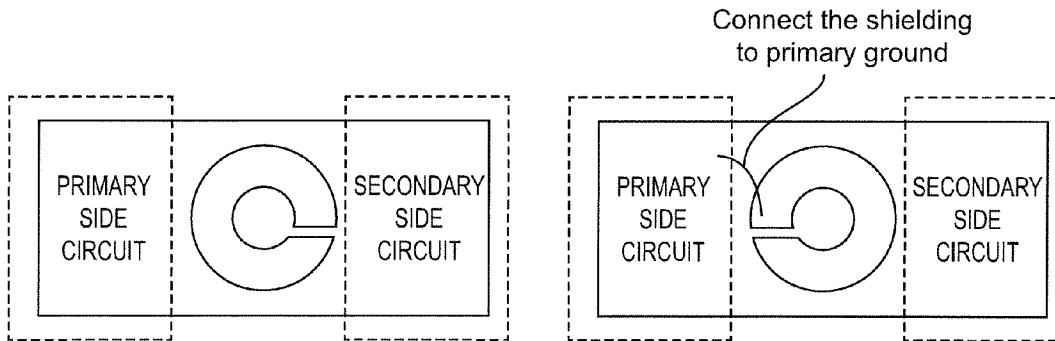 Connect the shielding
to primary ground
PRIMARY
SIDE
CIRCUIT
SECONDARY
SIDE
CIRCUIT
PRIMARY
SIDE
CIRCUIT
SECONDARY
SIDE
CIRCUIT